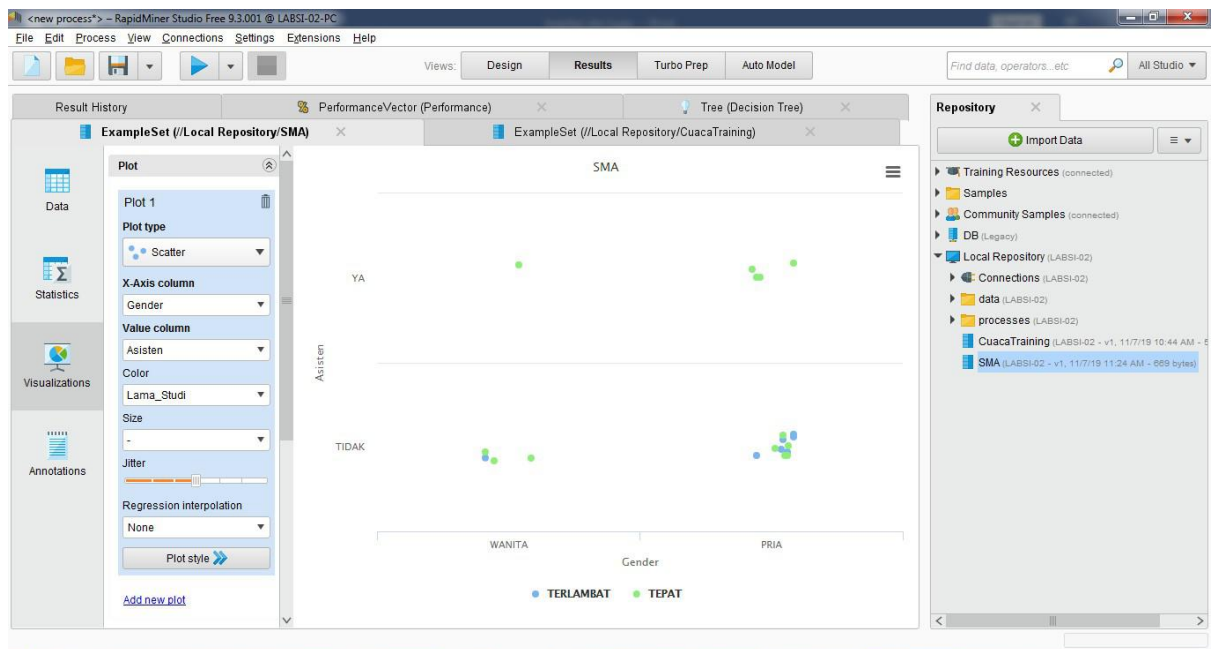 <new process*> – RapidMiner Studio Free 9.3.001 @ LABSI-02-PC
File Edit Process View Connections Settings Extensions Help
Views: Design Results Turbo Prep Auto Model
Find data, operators...etc All Studio
Result History PerformanceVector (Performance) Tree (Decision Tree)
ExampleSet (//Local Repository/SMA) ExampleSet (//Local Repository/CuacaTraining)
Data
Statistics
Visualizations
Annotations
Plot
Plot 1
Plot type
Scatter
X-Axis column
Gender
Value column
Asisten
Color
Lama_Studi
Size
-
Jitter
Regression interpolation
None
Plot style
Add new plot
SMA
YA
Asisten
TIDAK
WANITA PRIA
Gender
TERLAMBAT TEPAT
Repository
Import Data
Training Resources (connected)
Samples
Community Samples (connected)
DB (Legacy)
Local Repository (LABSI-02)
Connections (LABSI-02)
data (LABSI-02)
processes (LABSI-02)
CuacaTraining (LABSI-02 - v1, 11/7/19 10:44 AM -
SMA (LABSI-02 - v1, 11/7/19 11:24 AM - 669 bytes)